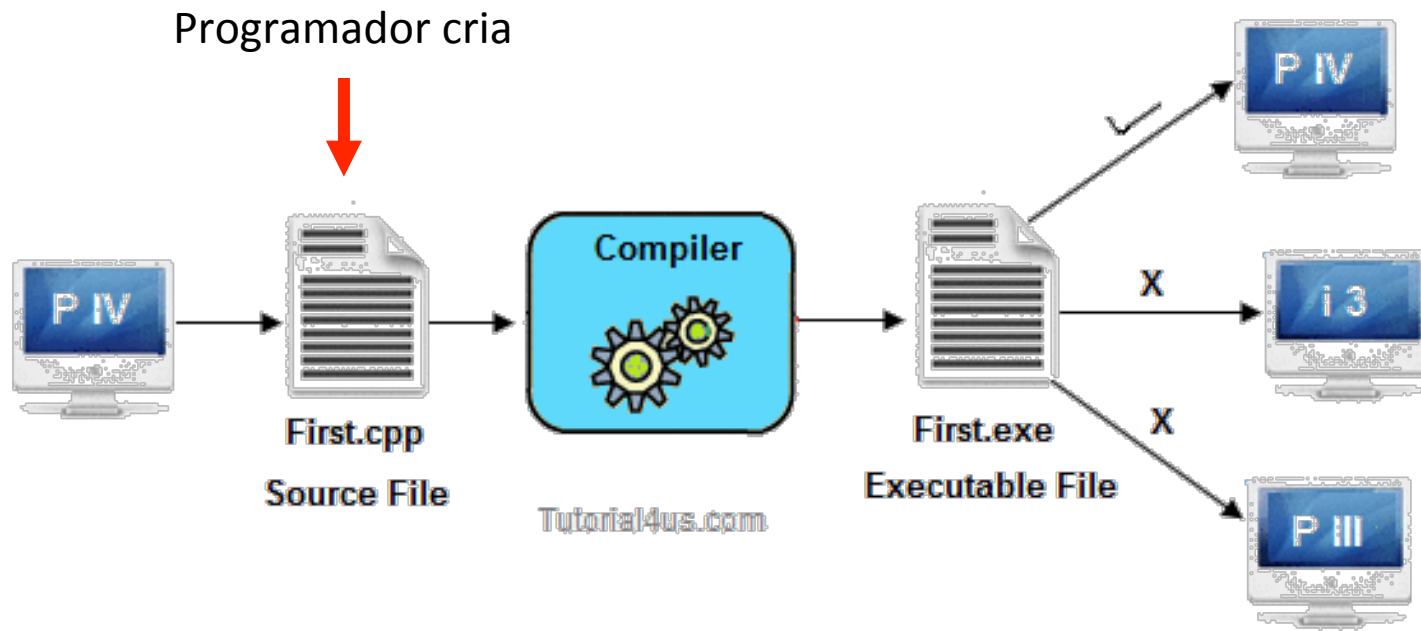 Programador cria
P IV
First.cpp
Source File
Compiler
Tutorial4us.com
First.exe
Executable File
P IV
X
i 3
X
P III